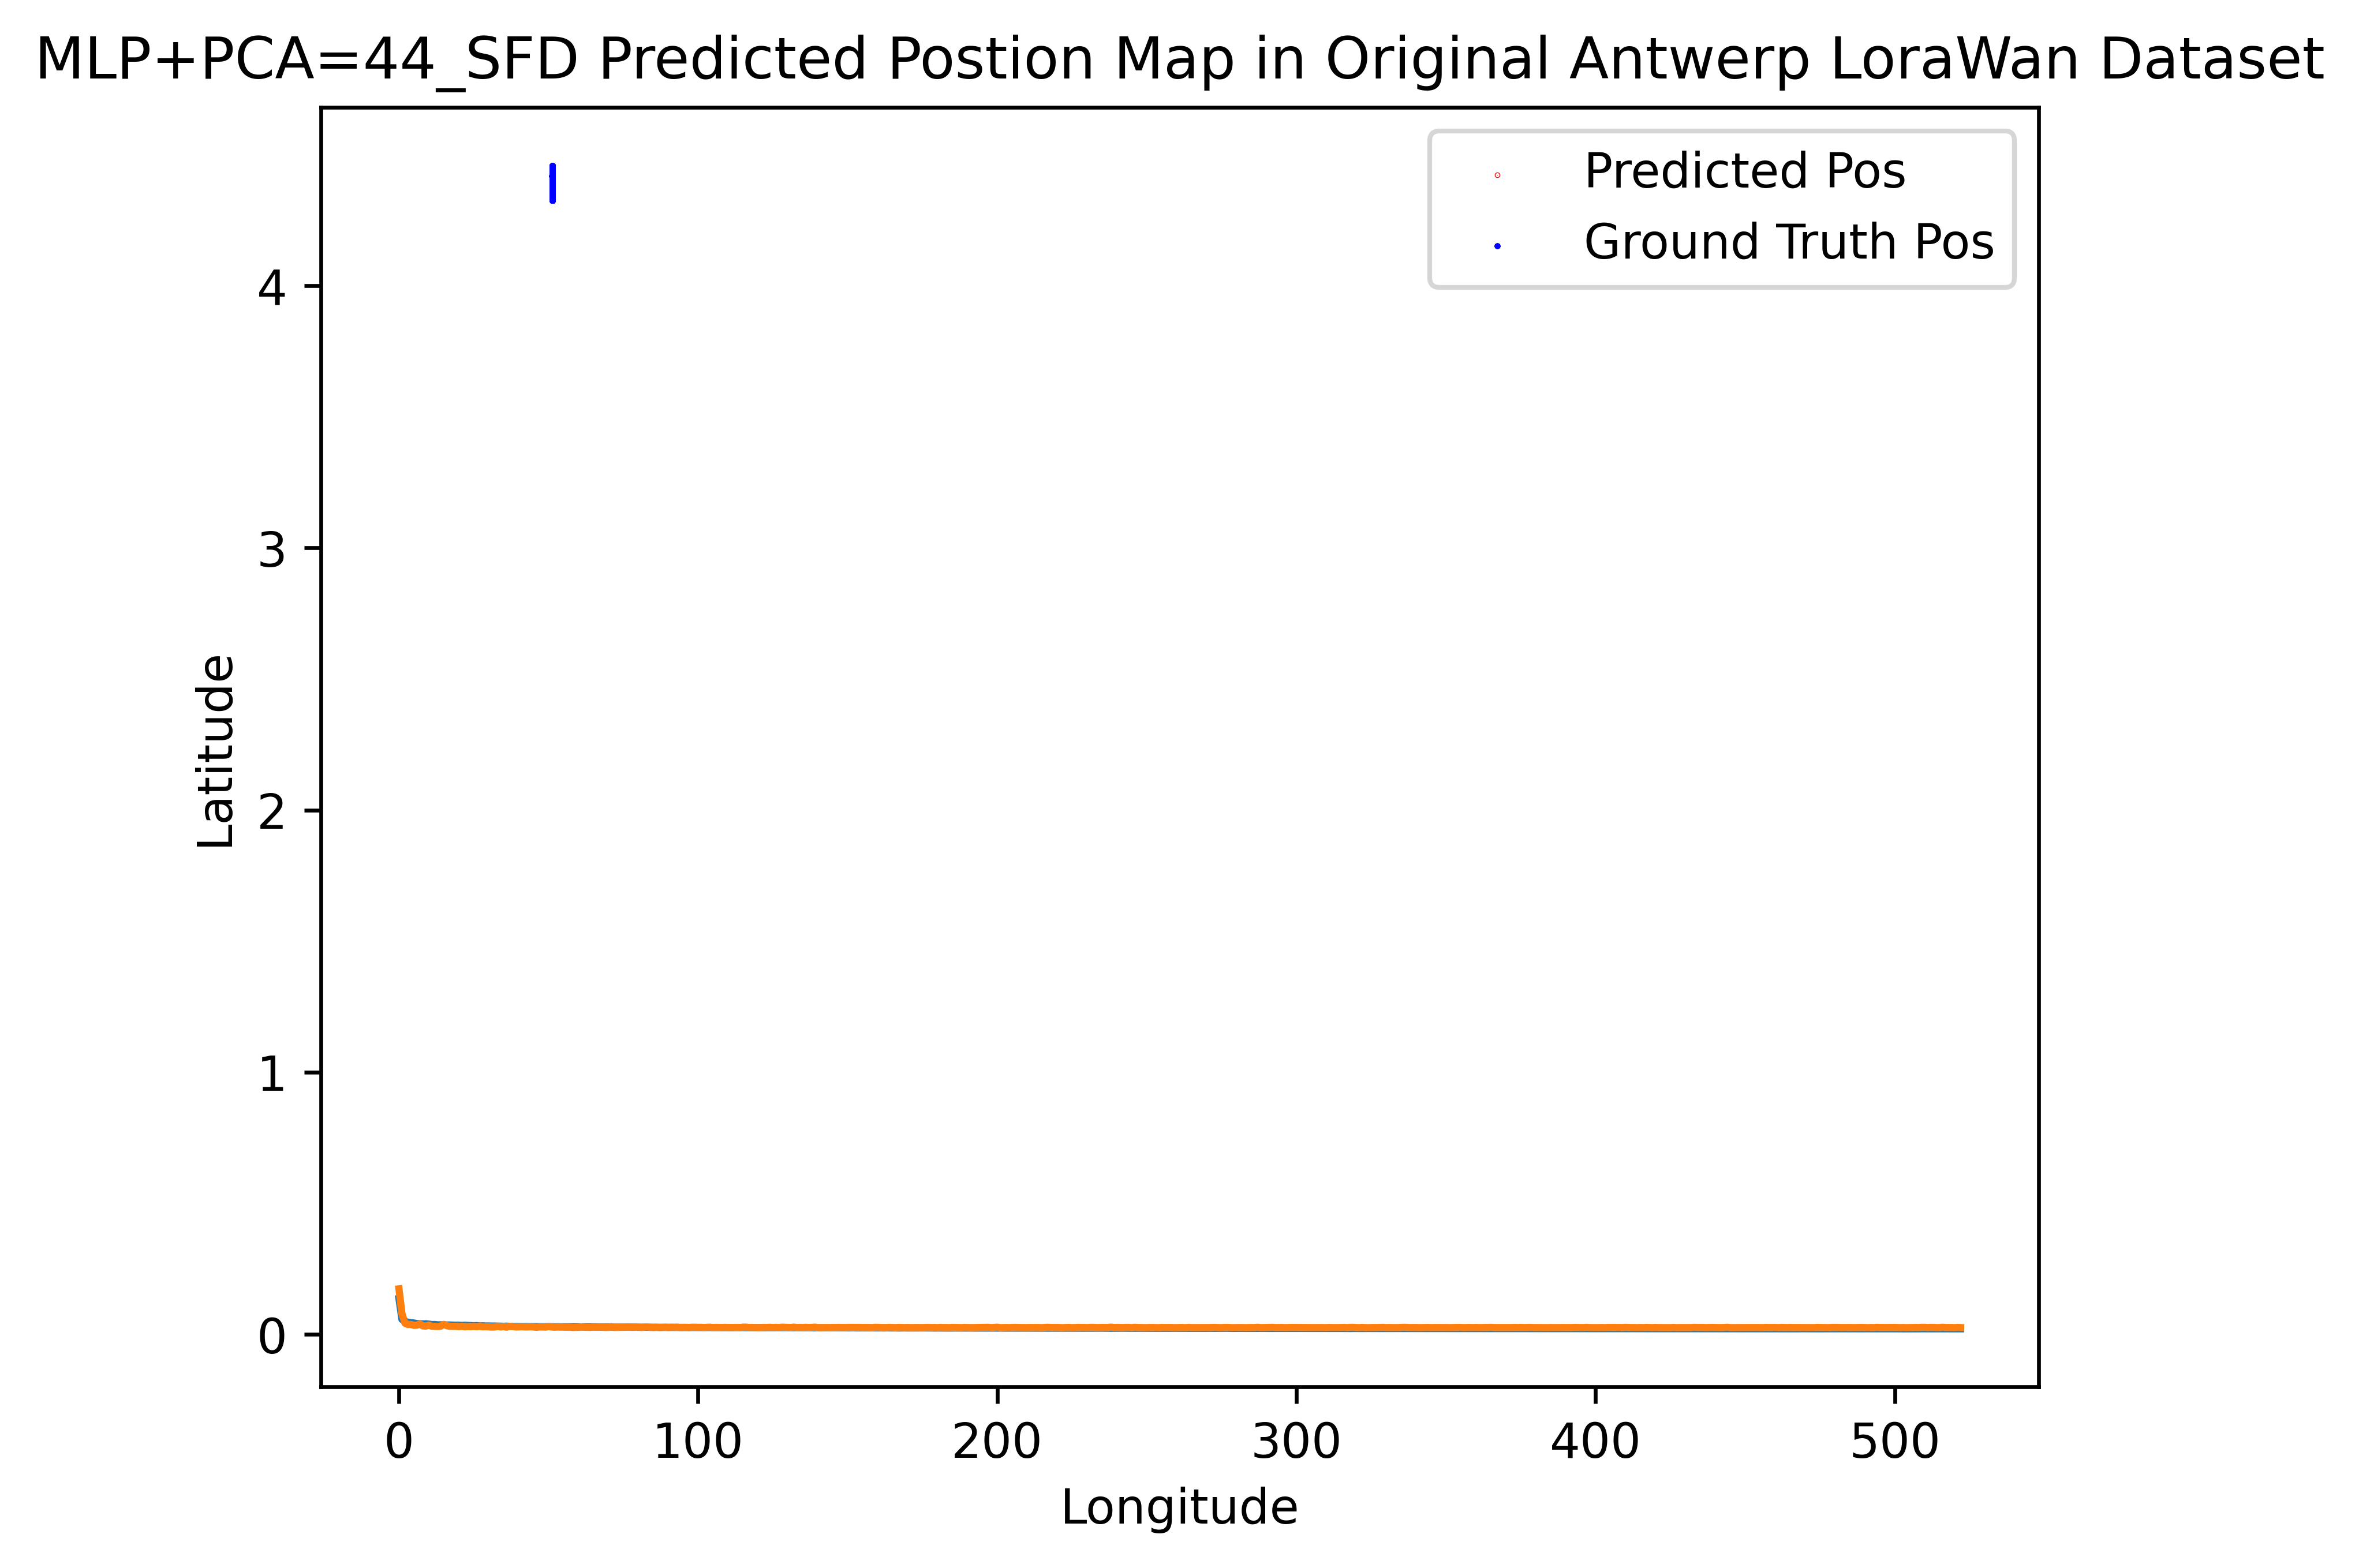 MLP+PCA=44_SFD Predicted Postion Map in Original Antwerp LoraWan Dataset
Predicted Pos
Ground Truth Pos
4
3
2
1
0
Latitude
0 100 200 300 400 500
Longitude